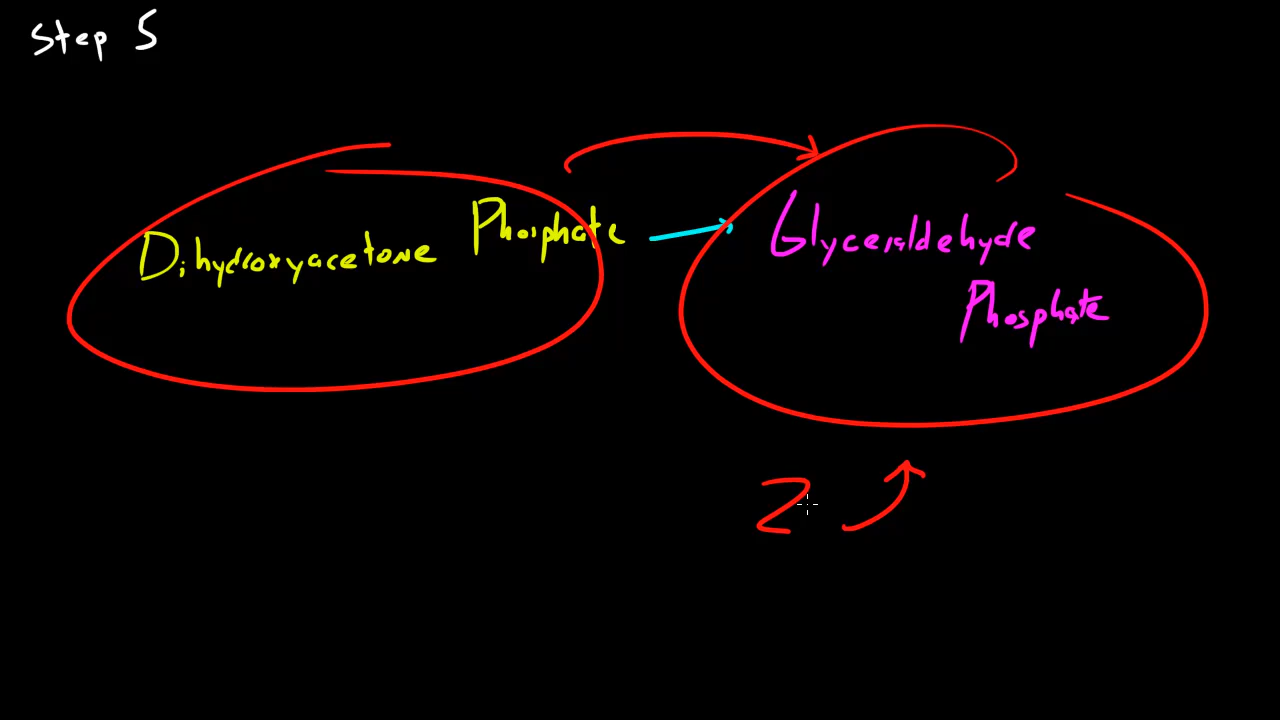 Step 5
Dihydroxyacetone Phosphate
Glyceraldehyde
Phosphate
2